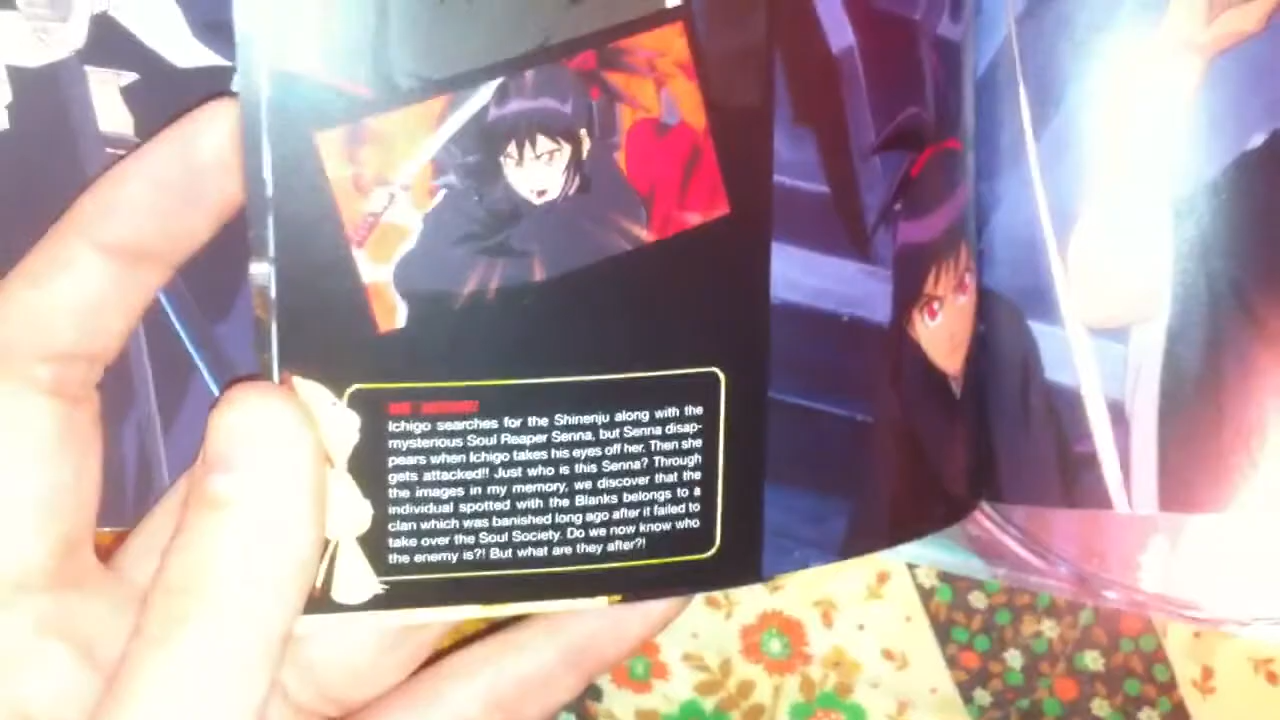 Ichigo searches for the Shinenju along with the
mysterious Soul Reaper Senna, but Senna disap-
pears when Ichigo takes his eyes off her. Then she
gets attacked!! Just who is this Senna? Through
the images in my memory, we discover that the
individual spotted with the Blanks belongs to a
clan which was banished long ago after it failed to
take over the Soul Society. Do we now know who
the enemy is?! But what are they after?!